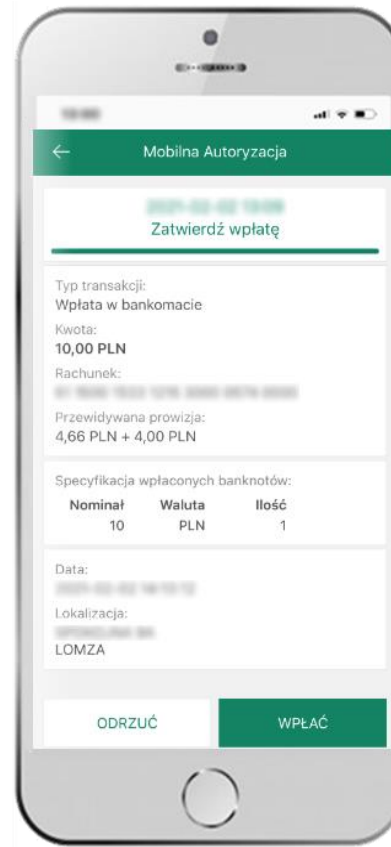 Mobilna Autoryzacja
Zatwierdź wpłatę
Typ transakcji:
Wpłata w bankomacie
Kwota:
10,00 PLN
Rachunek:
Przewidywana prowizja:
4,66 PLN + 4,00 PLN
Specyfikacja wpłaconych banknotów:
Nominał Waluta Ilość
10 PLN 1
Data:
Lokalizacja:
LOMZA
ODRZUĆ WPŁAĆ